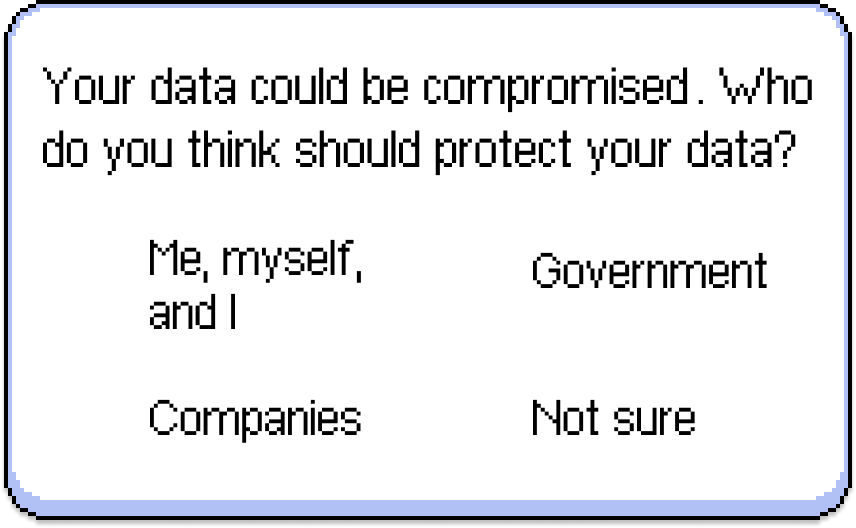 Your data could be compromised. Who
do you think should protect your data?
Me, myself,
and I
Government
Companies
Not sure